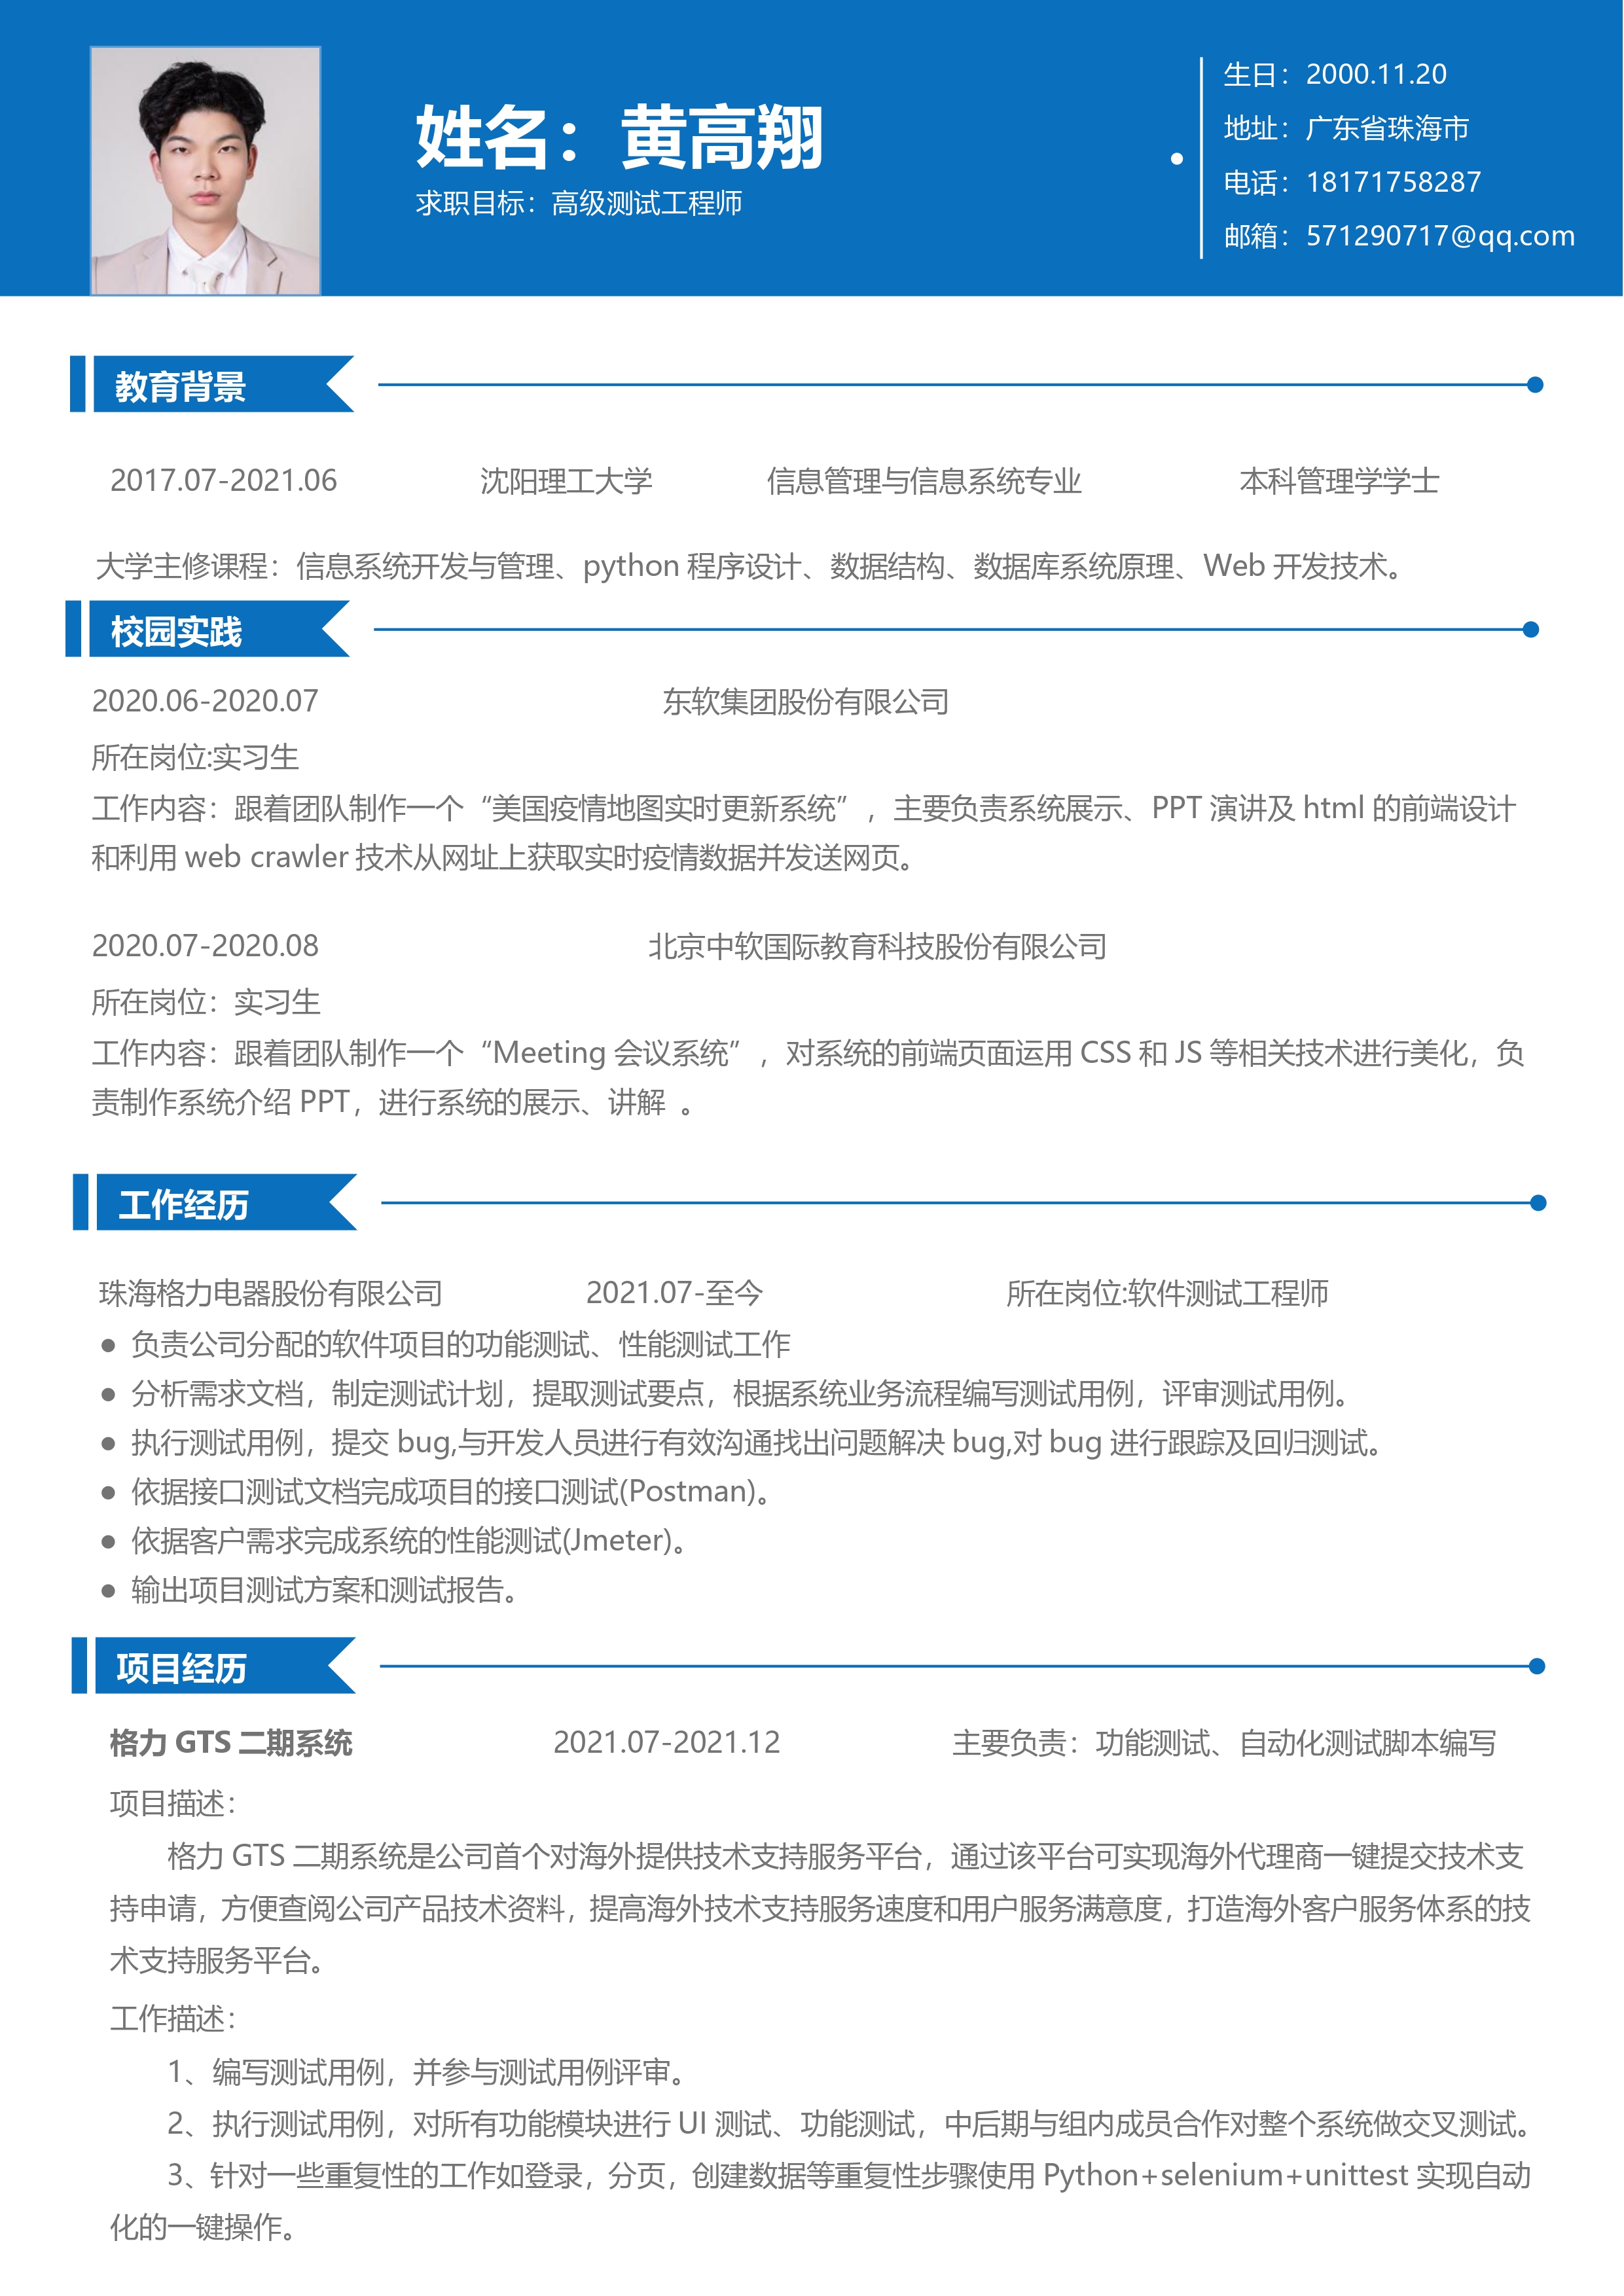 姓名：黄高翔
求职目标：高级测试工程师
生日：2000.11.20
地址：广东省珠海市
电话：18171758287
邮箱：571290717@qq.com
教育背景
2017.07-2021.06 沈阳理工大学 信息管理与信息系统专业 本科管理学学士
大学主修课程：信息系统开发与管理、python 程序设计、数据结构、数据库系统原理、Web 开发技术。
校园实践
2020.06-2020.07 东软集团股份有限公司
所在岗位:实习生
工作内容：跟着团队制作一个“美国疫情地图实时更新系统”，主要负责系统展示、PPT 演讲及 html 的前端设计
和利用 web crawler 技术从网址上获取实时疫情数据并发送网页。
2020.07-2020.08 北京中软国际教育科技股份有限公司
所在岗位：实习生
工作内容：跟着团队制作一个“Meeting 会议系统”，对系统的前端页面运用 CSS 和 JS 等相关技术进行美化，负
责制作系统介绍 PPT，进行系统的展示、讲解 。
工作经历
珠海格力电器股份有限公司 2021.07-至今 所在岗位:软件测试工程师
● 负责公司分配的软件项目的功能测试、性能测试工作
● 分析需求文档，制定测试计划，提取测试要点，根据系统业务流程编写测试用例，评审测试用例。
● 执行测试用例，提交 bug,与开发人员进行有效沟通找出问题解决 bug,对 bug 进行跟踪及回归测试。
● 依据接口测试文档完成项目的接口测试(Postman)。
● 依据客户需求完成系统的性能测试(Jmeter)。
● 输出项目测试方案和测试报告。
项目经历
格力 GTS 二期系统 2021.07-2021.12 主要负责：功能测试、自动化测试脚本编写
项目描述：
格力 GTS 二期系统是公司首个对海外提供技术支持服务平台，通过该平台可实现海外代理商一键提交技术支
持申请，方便查阅公司产品技术资料，提高海外技术支持服务速度和用户服务满意度，打造海外客户服务体系的技
术支持服务平台。
工作描述：
1、编写测试用例，并参与测试用例评审。
2、执行测试用例，对所有功能模块进行 UI 测试、功能测试，中后期与组内成员合作对整个系统做交叉测试。
3、针对一些重复性的工作如登录，分页，创建数据等重复性步骤使用 Python+selenium+unittest 实现自动
化的一键操作。